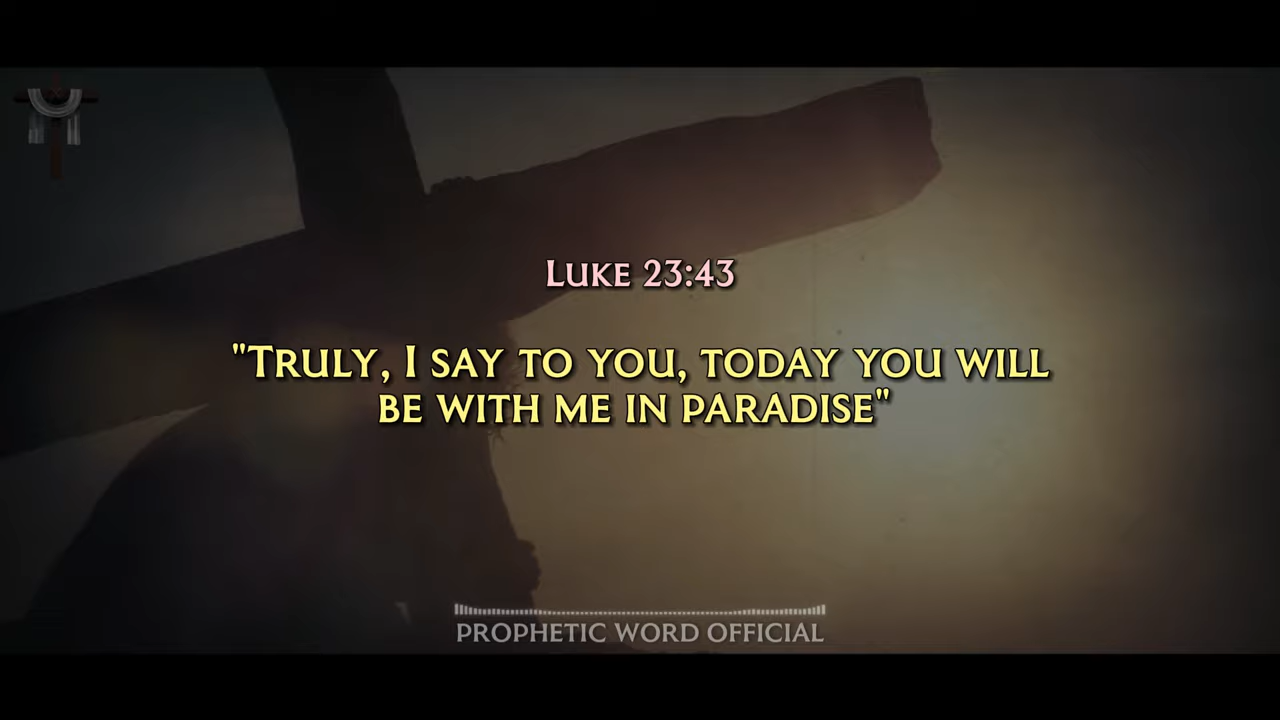 Luke 23:43
"Truly, I say to you, today you will
be with me in paradise"
PROPHETIC WORD OFFICIAL